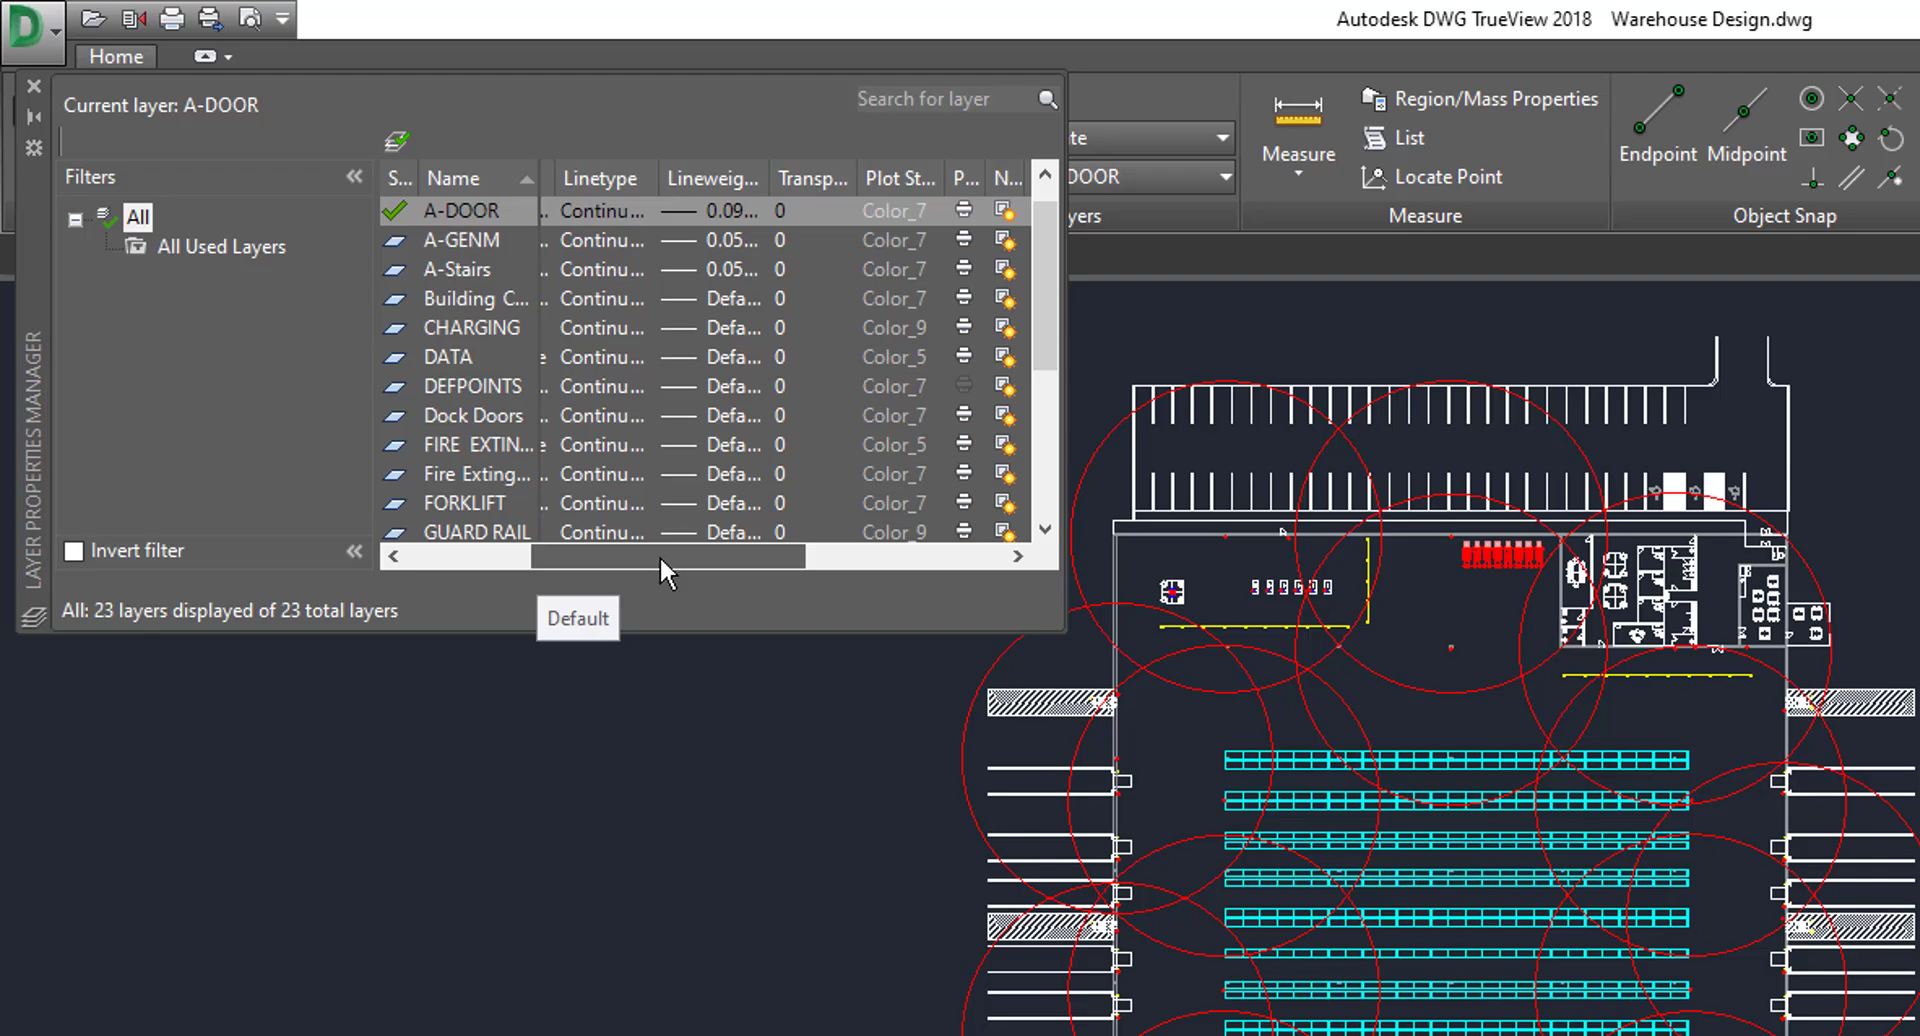 Autodesk DWG TrueView 2018 Warehouse Design.dwg
Home
Current layer: A-DOOR
Search for layer
Filters
All
All Used Layers
Invert filter
All: 23 layers displayed of 23 total layers
LAYER PROPERTIES MANAGER
S... Name Linetype Lineweig... Transp... Plot St... P... N...
A-DOOR .. Continu... 0.09... 0 Color_7
A-GENM .. Continu... 0.05... 0 Color_7
A-Stairs .. Continu... 0.05... 0 Color_7
Building C... .. Continu... Defa... 0 Color_7
CHARGING .. Continu... Defa... 0 Color_9
DATA e Continu... Defa... 0 Color_5
DEFPOINTS .. Continu... Defa... 0 Color_7
Dock Doors .. Continu... Defa... 0 Color_7
FIRE EXTIN... e Continu... Defa... 0 Color_5
Fire Exting... .. Continu... Defa... 0 Color_7
FORKLIFT .. Continu... Defa... 0 Color_7
GUARD RAIL .. Continu... Defa... 0 Color_9
Default
te
DOOR
yers
Measure
Region/Mass Properties
List
Locate Point
Measure
Endpoint Midpoint
Object Snap